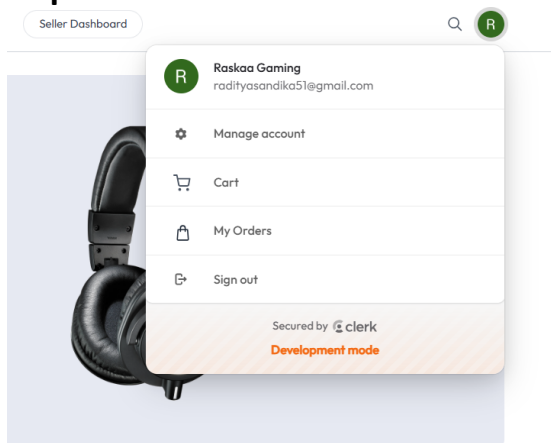 Seller Dashboard
R
R
Raskaa Gaming
radityasandika51@gmail.com
Manage account
Cart
My Orders
Sign out
Secured by clerk
Development mode